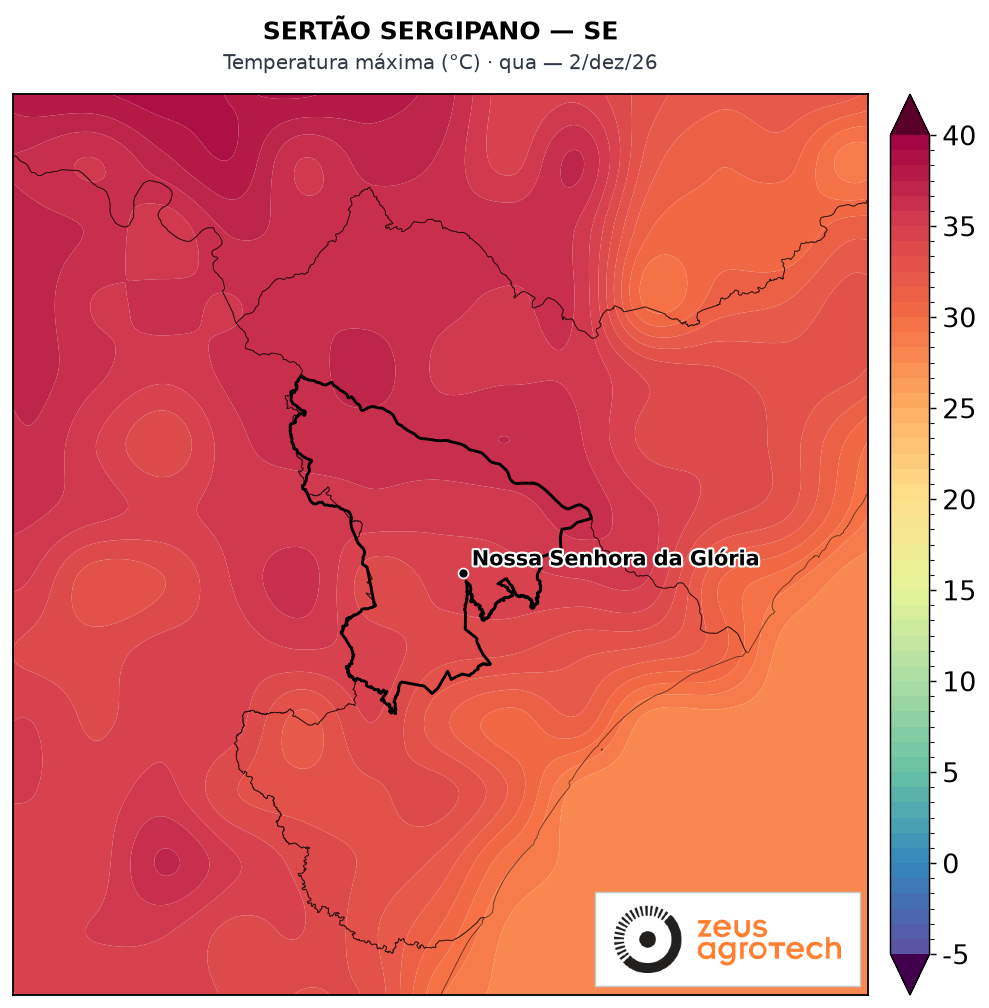 SERTÃO SERGIPANO — SE
Temperatura máxima (°C) · qua — 2/dez/26
40
35
30
25
20
15
10
5
0
-5
Nossa Senhora da Glória
zeus
agrotech